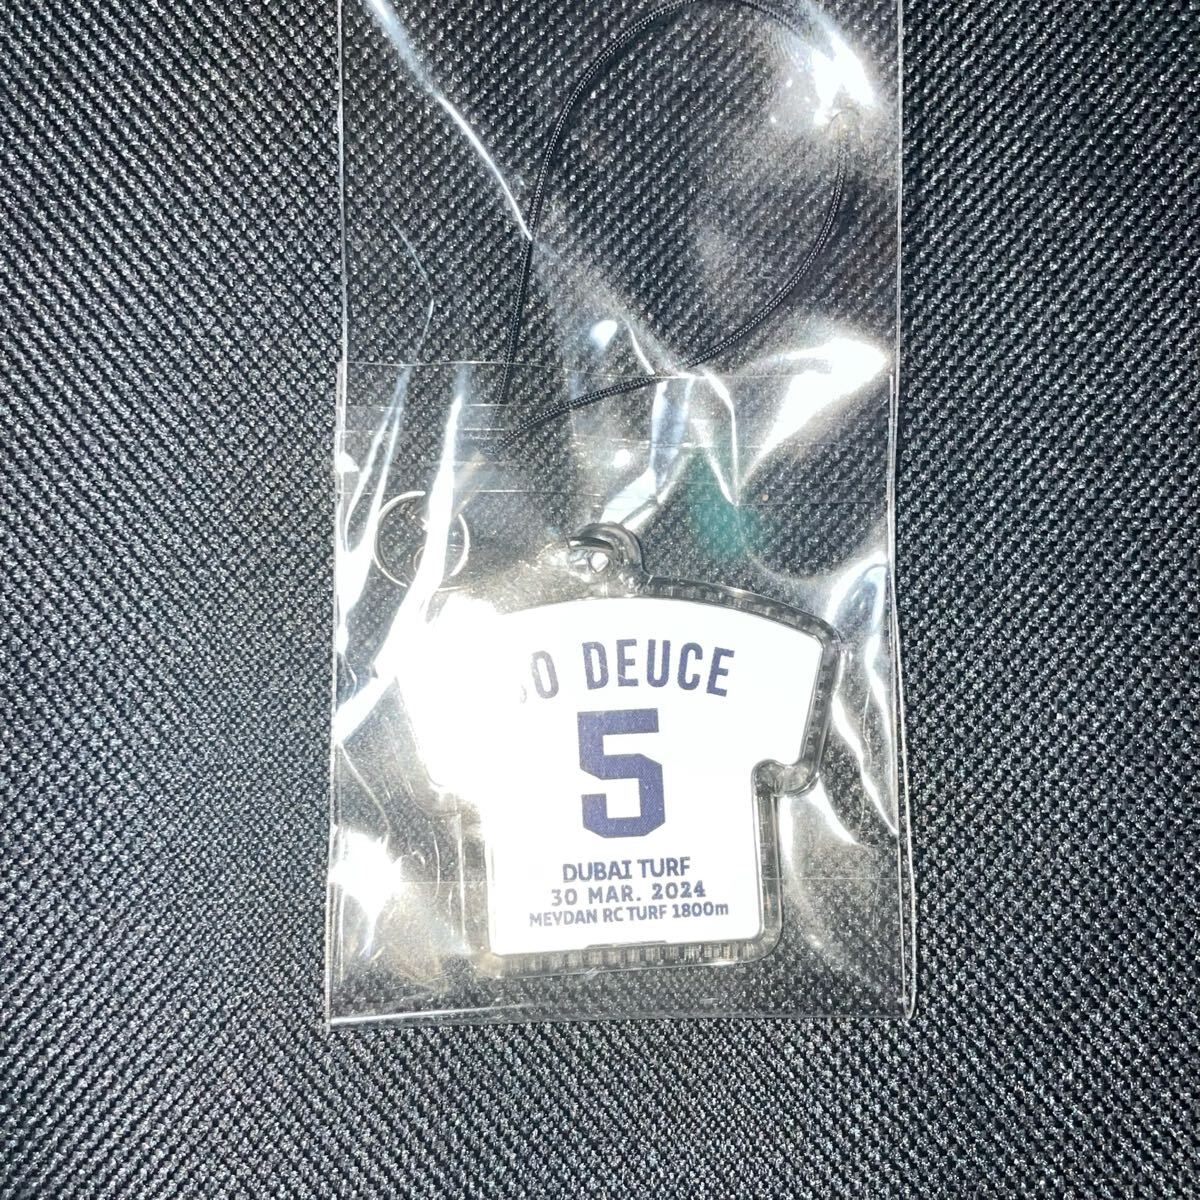 DEUCE
5
DUBAI TURF
30 MAR. 2024
MEYDAN RC TURF 1800m